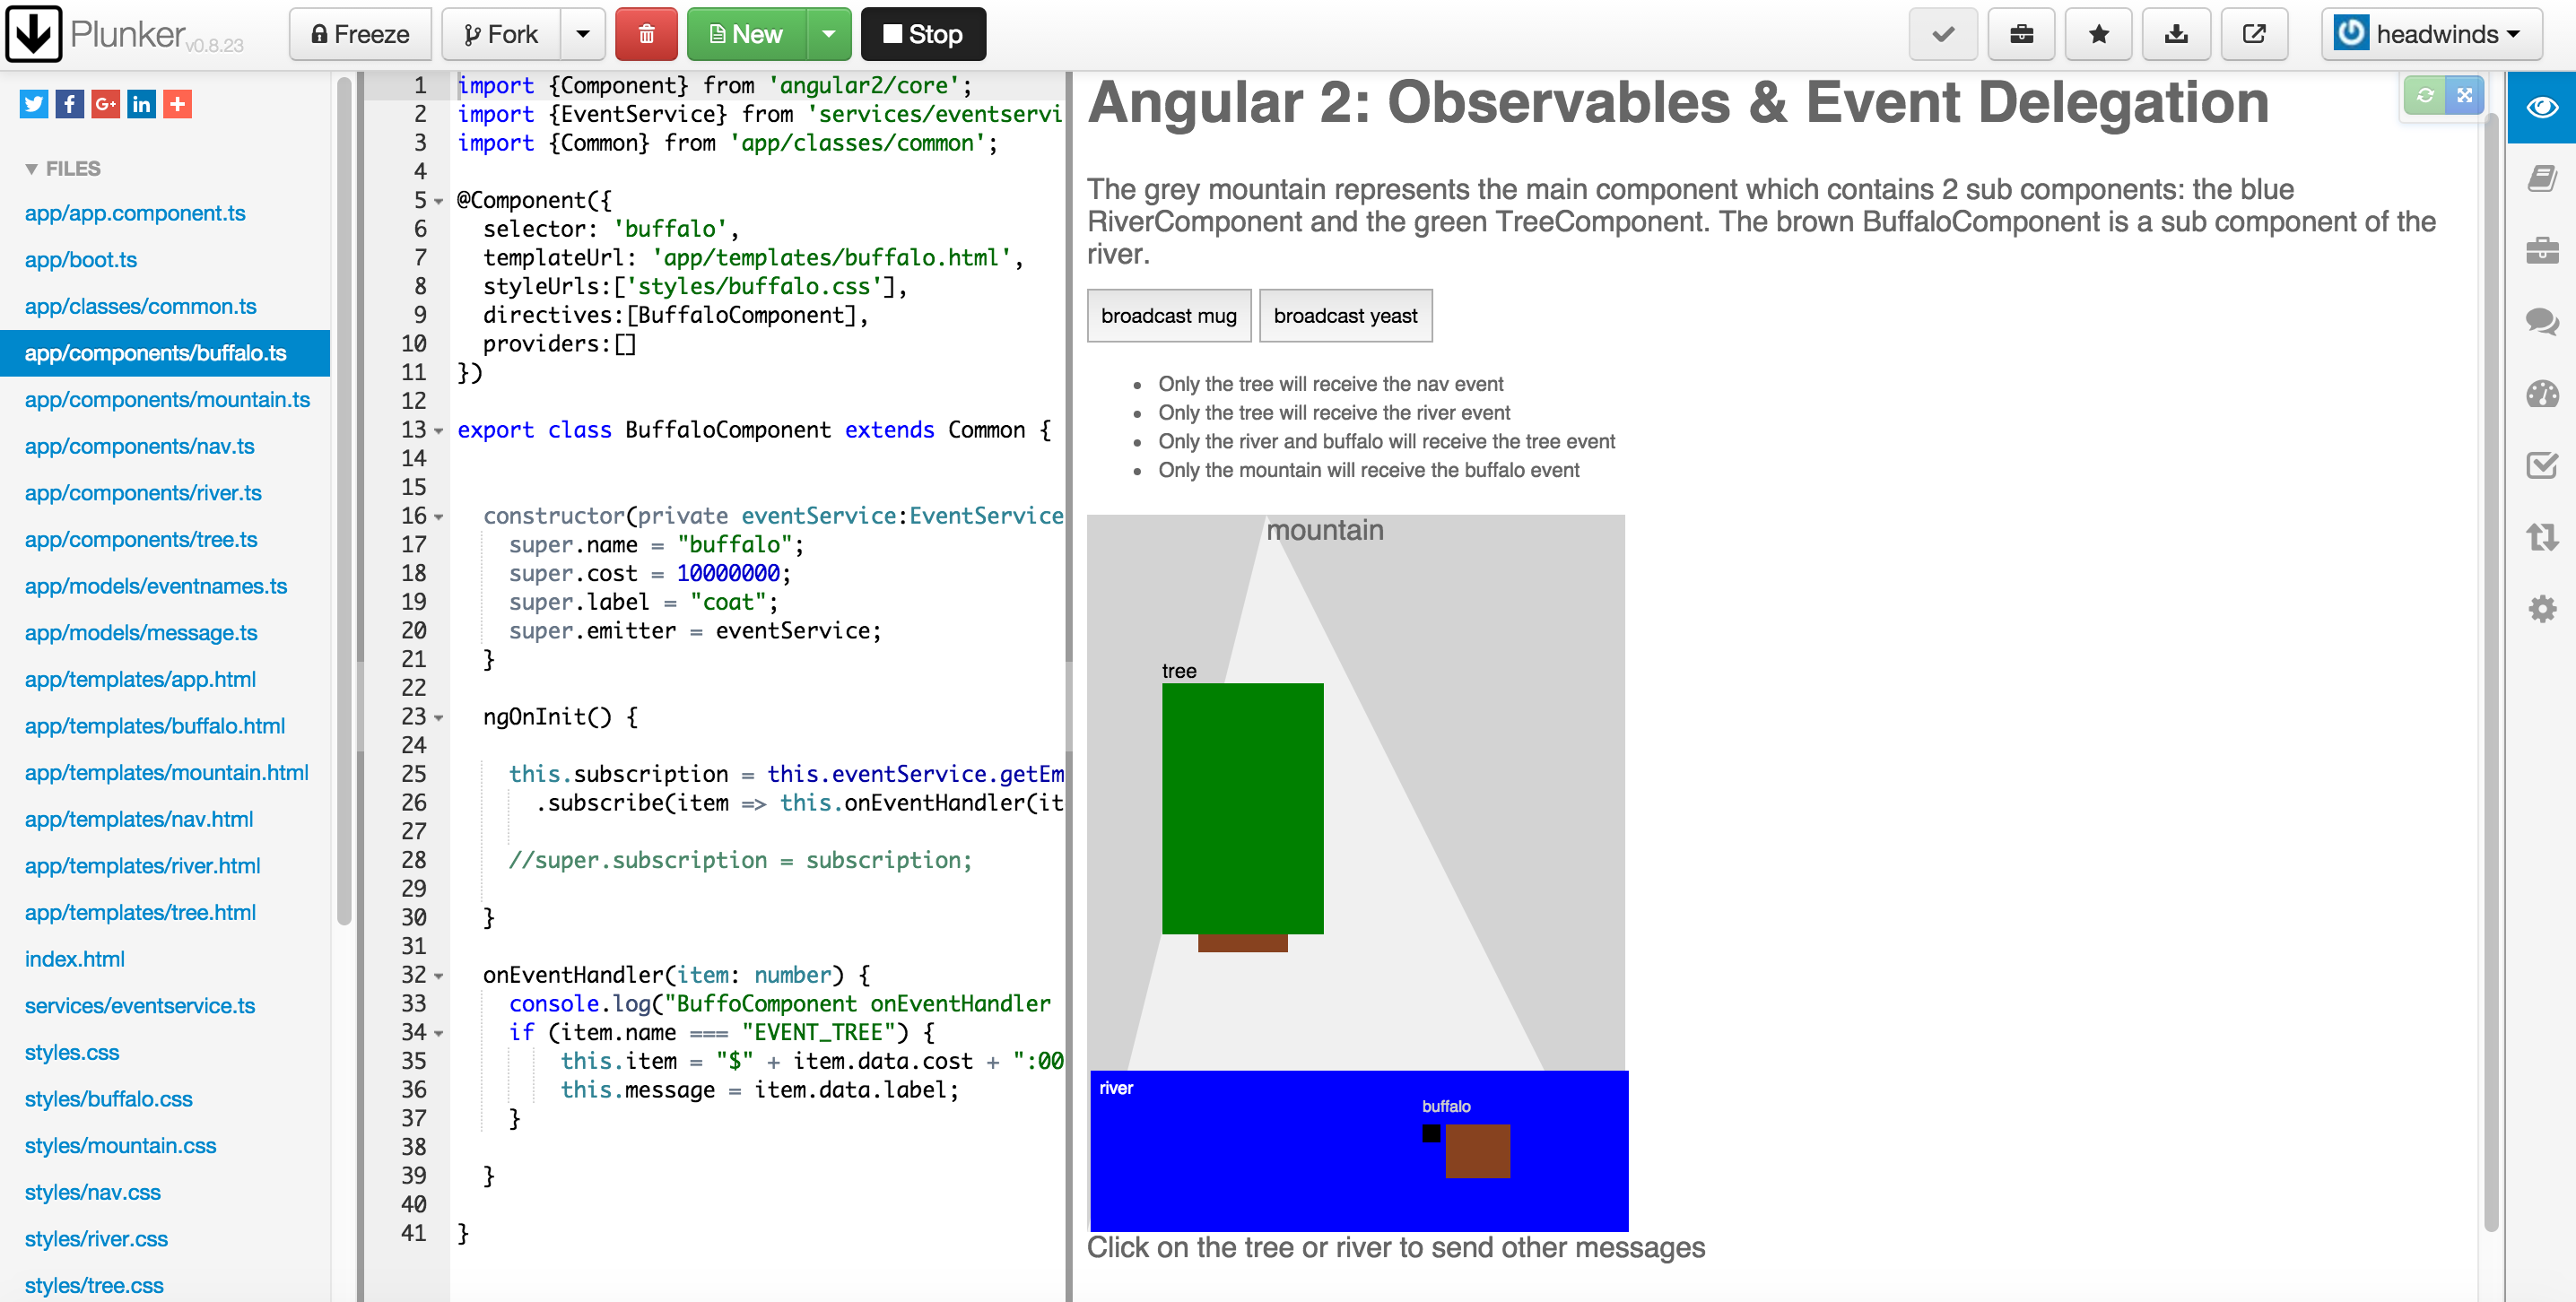 Plunker v0.8.23
Freeze
Fork
New
Stop
headwinds
FILES
app/app.component.ts
app/boot.ts
app/classes/common.ts
app/components/buffalo.ts
app/components/mountain.ts
app/components/nav.ts
app/components/river.ts
app/components/tree.ts
app/models/eventnames.ts
app/models/message.ts
app/templates/app.html
app/templates/buffalo.html
app/templates/mountain.html
app/templates/nav.html
app/templates/river.html
app/templates/tree.html
index.html
services/eventservice.ts
styles.css
styles/buffalo.css
styles/mountain.css
styles/nav.css
styles/river.css
styles/tree.css
1 import {Component} from 'angular2/core';
2 import {EventService} from 'services/eventservi
3 import {Common} from 'app/classes/common';
4
5 @Component({
6 selector: 'buffalo',
7 templateUrl: 'app/templates/buffalo.html',
8 styleUrls:['styles/buffalo.css'],
9 directives:[BuffaloComponent],
10 providers:[]
11 })
12
13 export class BuffaloComponent extends Common {
14
15
16 constructor(private eventService:EventService
17 super.name = "buffalo";
18 super.cost = 10000000;
19 super.label = "coat";
20 super.emitter = eventService;
21 }
22
23 ngOnInit() {
24
25 this.subscription = this.eventService.getEm
26 .subscribe(item => this.onEventHandler(it
27
28 //super.subscription = subscription;
29
30 }
31
32 onEventHandler(item: number) {
33 console.log("BuffoComponent onEventHandler
34 if (item.name === "EVENT_TREE") {
35 this.item = "$" + item.data.cost + ":00
36 this.message = item.data.label;
37 }
38
39 }
40
41 }
Angular 2: Observables & Event Delegation
The grey mountain represents the main component which contains 2 sub components: the blue
RiverComponent and the green TreeComponent. The brown BuffaloComponent is a sub component of the
river.
broadcast mug
broadcast yeast
• Only the tree will receive the nav event
• Only the tree will receive the river event
• Only the river and buffalo will receive the tree event
• Only the mountain will receive the buffalo event
mountain
tree
river
buffalo
Click on the tree or river to send other messages